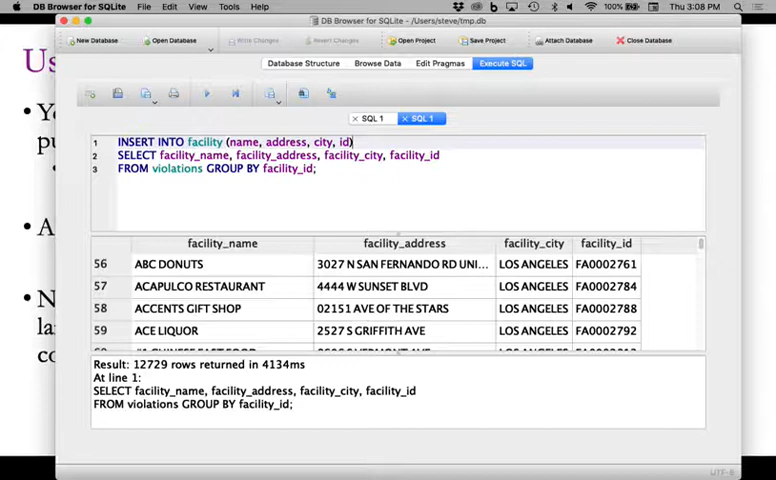 DB Browser for SQLite File Edit View Tools Help 100% Thu 3:08 PM
DB Browser for SQLite - /Users/steve/tmp.db
New Database Open Database Write Changes Revert Changes Open Project Save Project Attach Database Close Database
Database Structure Browse Data Edit Pragmas Execute SQL
SQL 1 SQL 1
1 INSERT INTO facility (name, address, city, id)
2 SELECT facility_name, facility_address, facility_city, facility_id
3 FROM violations GROUP BY facility_id;
facility_name facility_address facility_city facility_id
56 ABC DONUTS 3027 N SAN FERNANDO RD UNI... LOS ANGELES FA0002761
57 ACAPULCO RESTAURANT 4444 W SUNSET BLVD LOS ANGELES FA0002784
58 ACCENTS GIFT SHOP 02151 AVE OF THE STARS LOS ANGELES FA0002788
59 ACE LIQUOR 2527 S GRIFFITH AVE LOS ANGELES FA0002792
Result: 12729 rows returned in 4134ms
At line 1:
SELECT facility_name, facility_address, facility_city, facility_id
FROM violations GROUP BY facility_id;
UTF-8